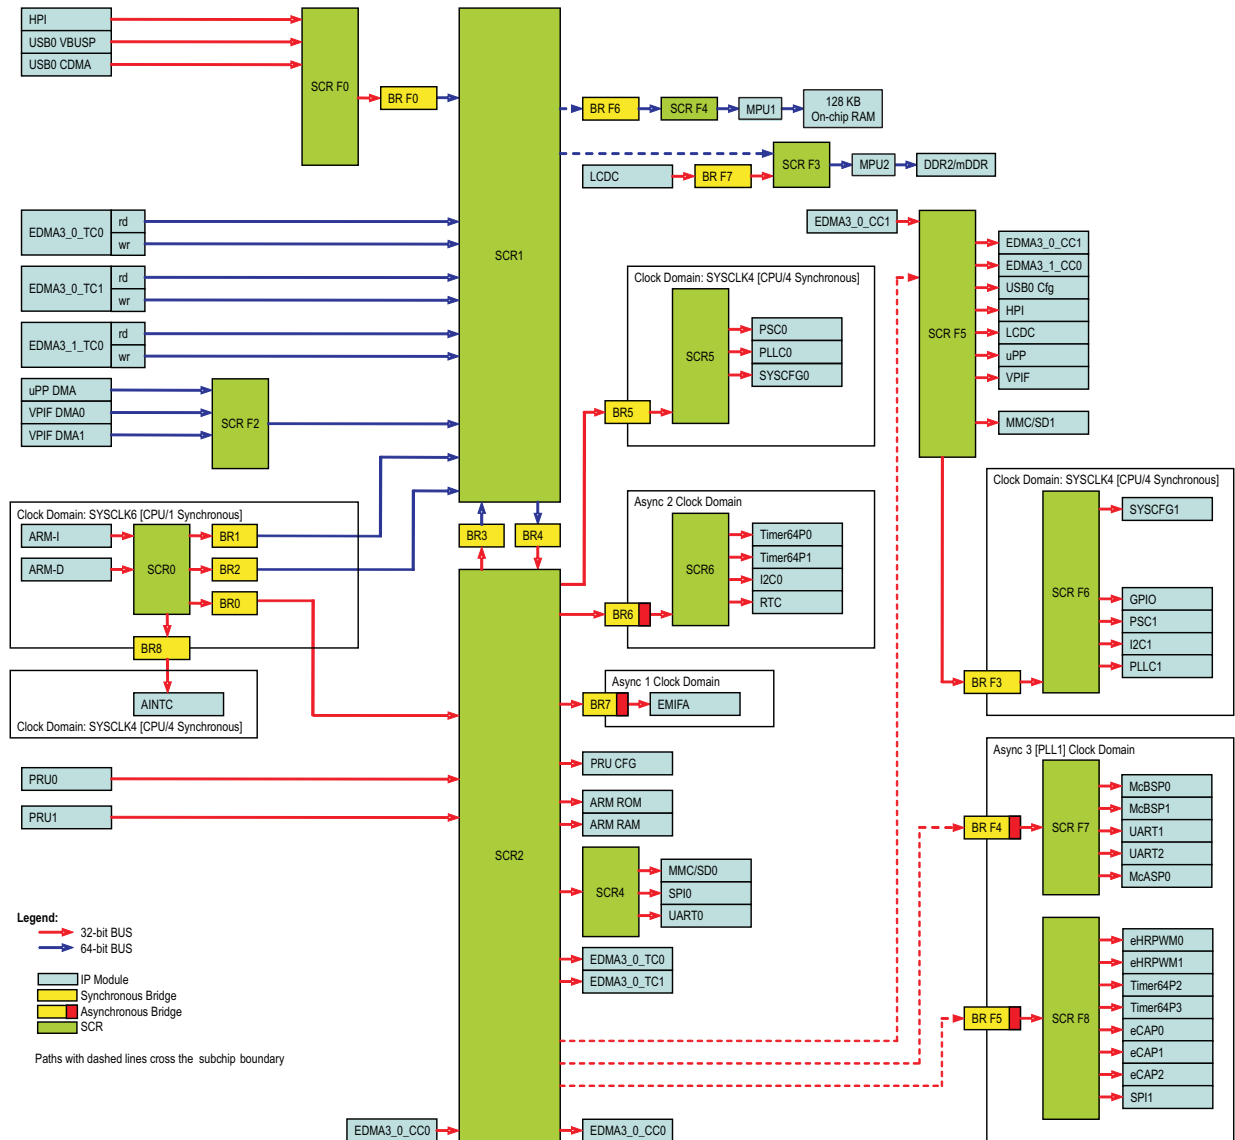 HPI
USB0 VBUSP
USB0 CDMA
SCR F0
BR F0
SCR1
BR F6
SCR F4
MPU1
128 KB
On-chip RAM
LCDC
BR F7
SCR F3
MPU2
DDR2/mDDR
EDMA3_0_TC0
rd
wr
EDMA3_0_TC1
rd
wr
EDMA3_1_TC0
rd
wr
uPP DMA
VPIF DMA0
VPIF DMA1
SCR F2
EDMA3_0_CC1
SCR F5
EDMA3_0_CC1
EDMA3_1_CC0
USB0 Cfg
HPI
LCDC
uPP
VPIF
MMC/SD1
Clock Domain: SYSCLK4 [CPU/4 Synchronous]
BR5
SCR5
PSC0
PLLC0
SYSCFG0
Clock Domain: SYSCLK6 [CPU/1 Synchronous]
ARM-I
ARM-D
SCR0
BR1
BR2
BR0
BR8
AINTC
Clock Domain: SYSCLK4 [CPU/4 Synchronous]
BR3
BR4
Async 2 Clock Domain
BR6
SCR6
Timer64P0
Timer64P1
I2C0
RTC
Clock Domain: SYSCLK4 [CPU/4 Synchronous]
BR F3
SCR F6
SYSCFG1
GPIO
PSC1
I2C1
PLLC1
Async 1 Clock Domain
BR7
EMIFA
PRU0
PRU1
SCR2
PRU CFG
ARM ROM
ARM RAM
SCR4
MMC/SD0
SPI0
UART0
EDMA3_0_TC0
EDMA3_0_TC1
Async 3 [PLL1] Clock Domain
BR F4
SCR F7
McBSP0
McBSP1
UART1
UART2
McASP0
BR F5
SCR F8
eHRPWM0
eHRPWM1
Timer64P2
Timer64P3
eCAP0
eCAP1
eCAP2
SPI1
Legend:
32-bit BUS
64-bit BUS
IP Module
Synchronous Bridge
Asynchronous Bridge
SCR
Paths with dashed lines cross the subchip boundary
EDMA3_0_CC0
EDMA3_0_CC0